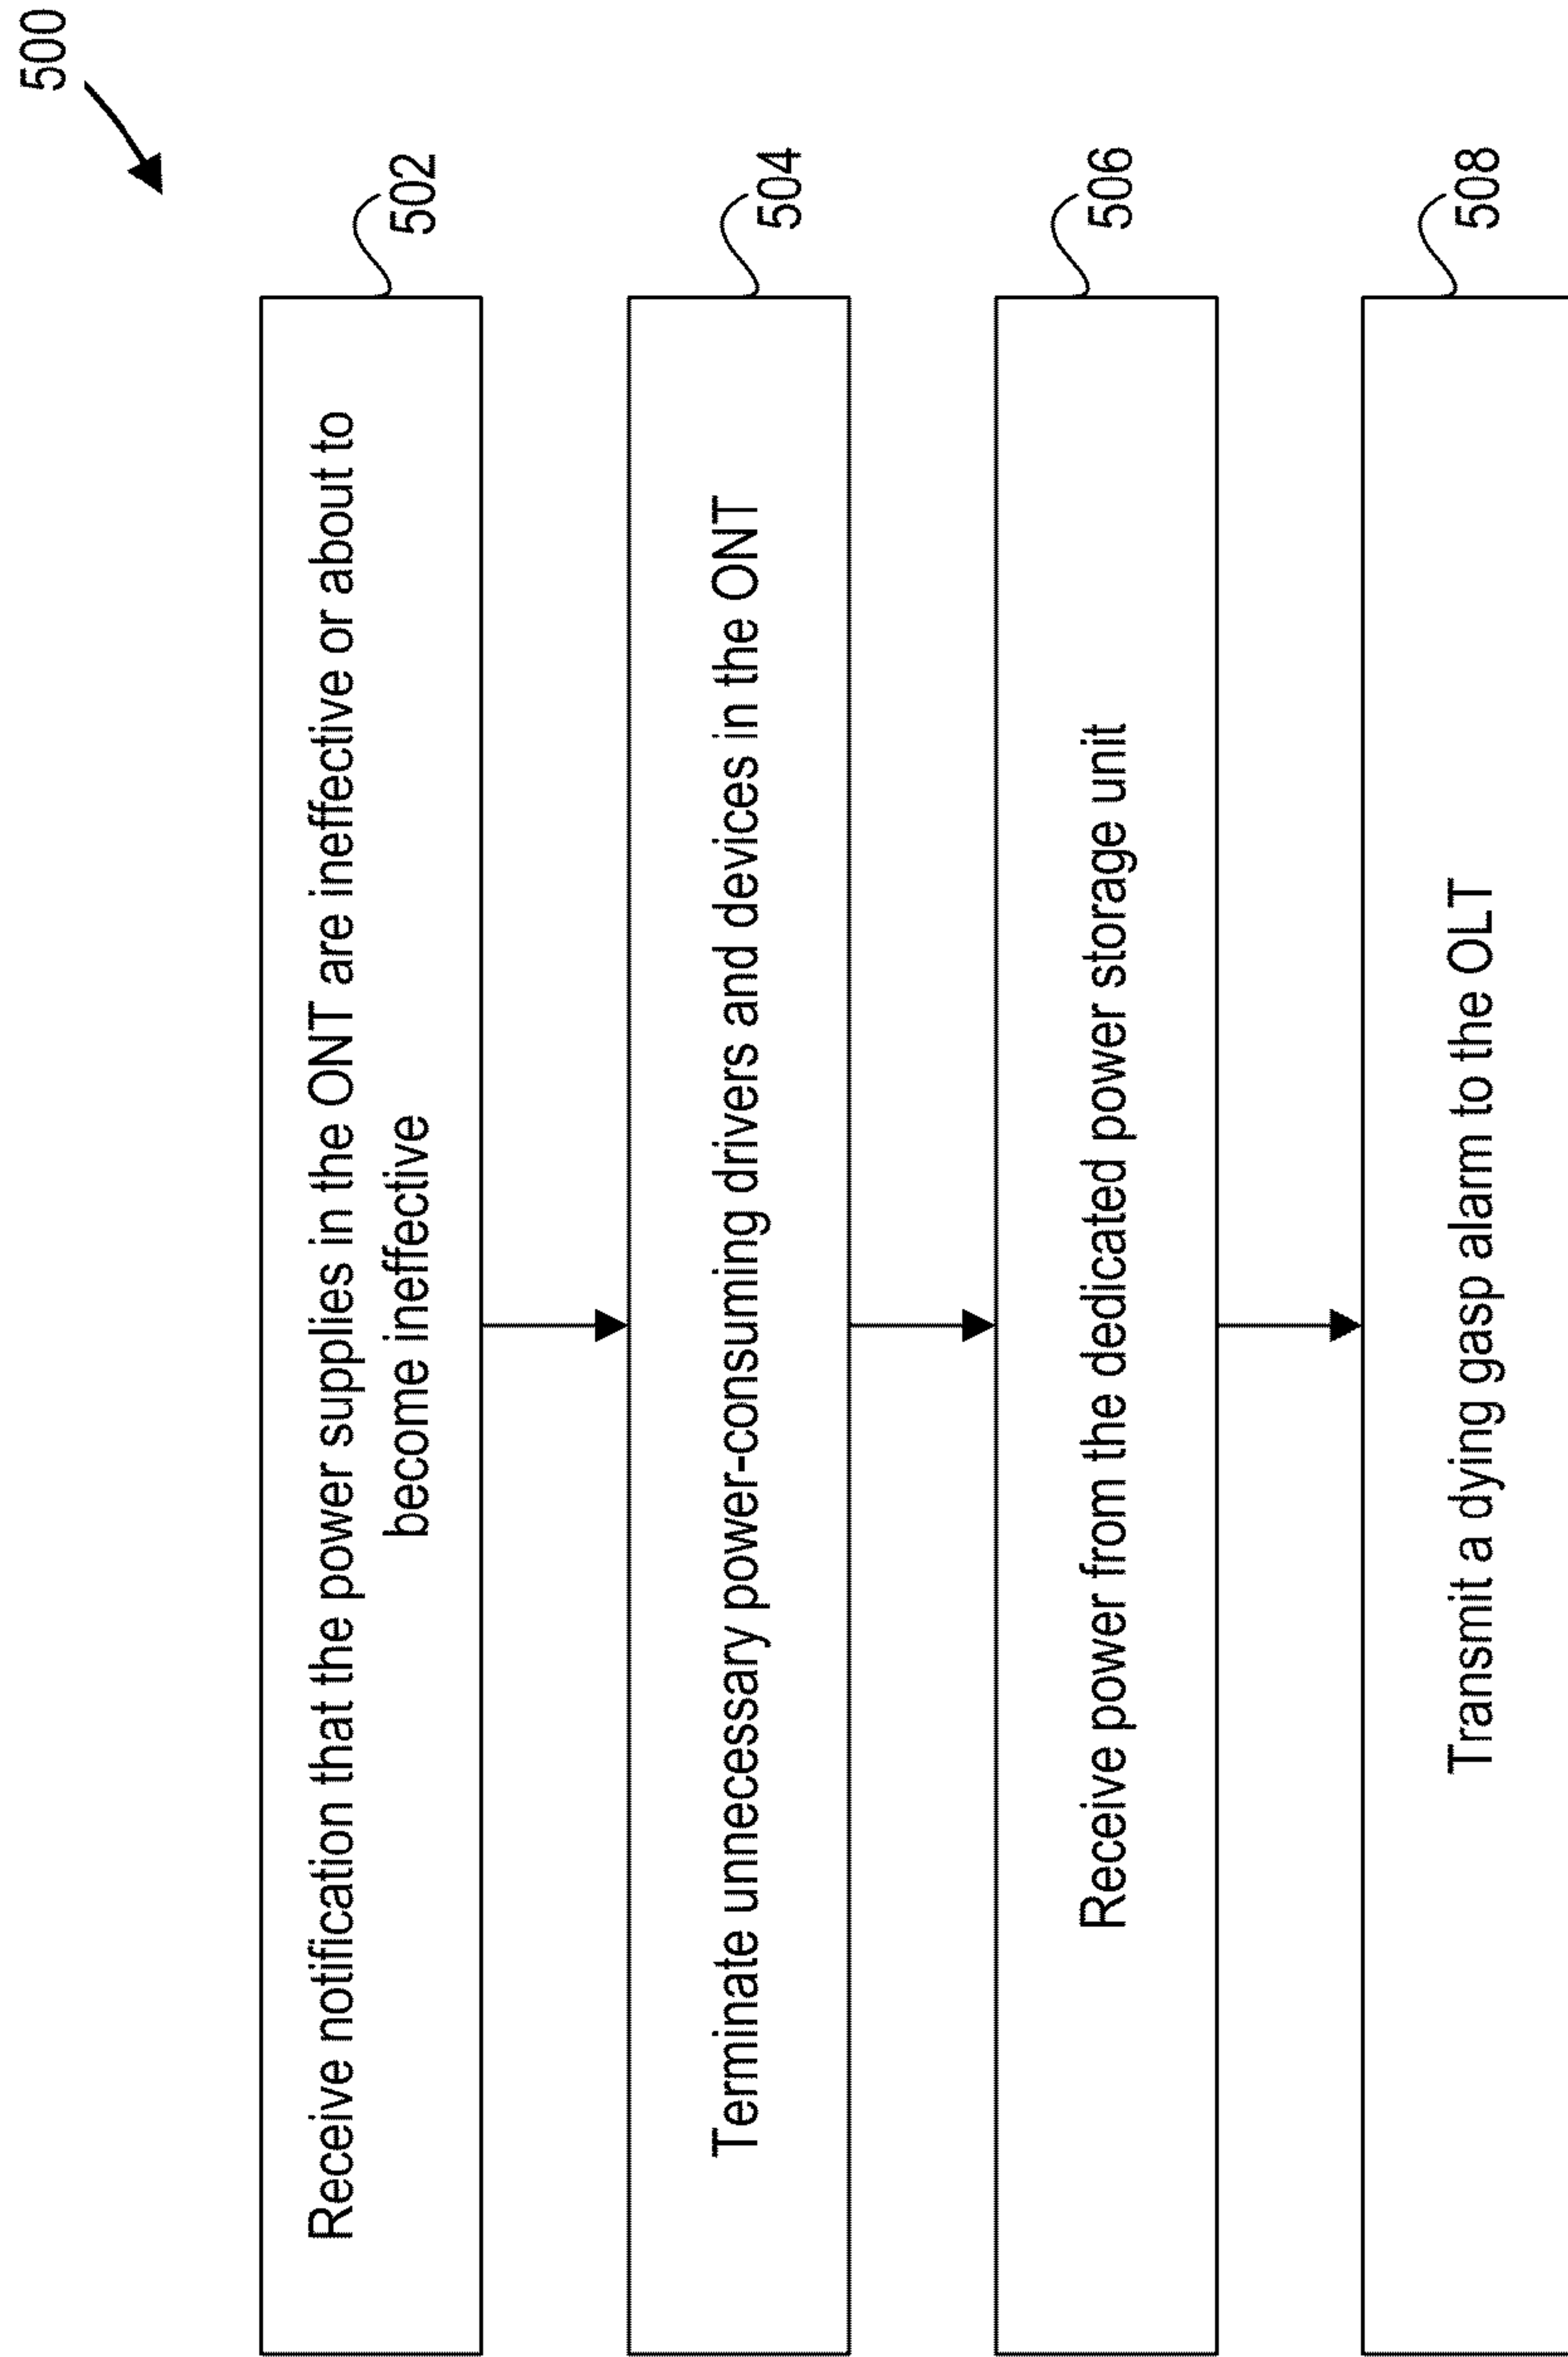 500
Receive notification that the power supplies in the ONT are ineffective or about to
become ineffective
502
Terminate unnecessary power-consuming drivers and devices in the ONT
504
Receive power from the dedicated power storage unit
506
Transmit a dying gasp alarm to the OLT
508